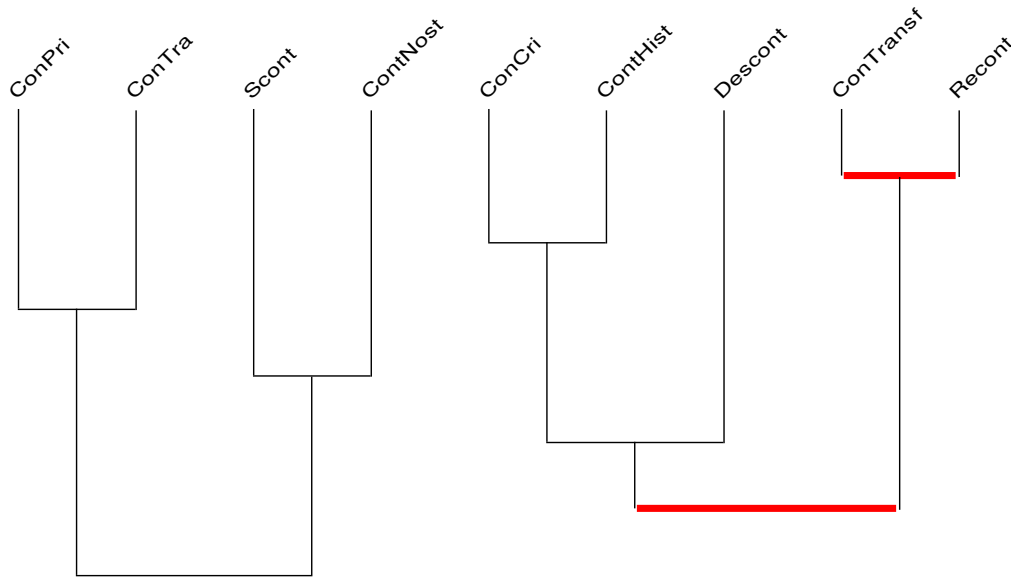 ConPri
ConTra
Scont
ContNost
ConCri
ContHist
Descont
ConTransf
Recont